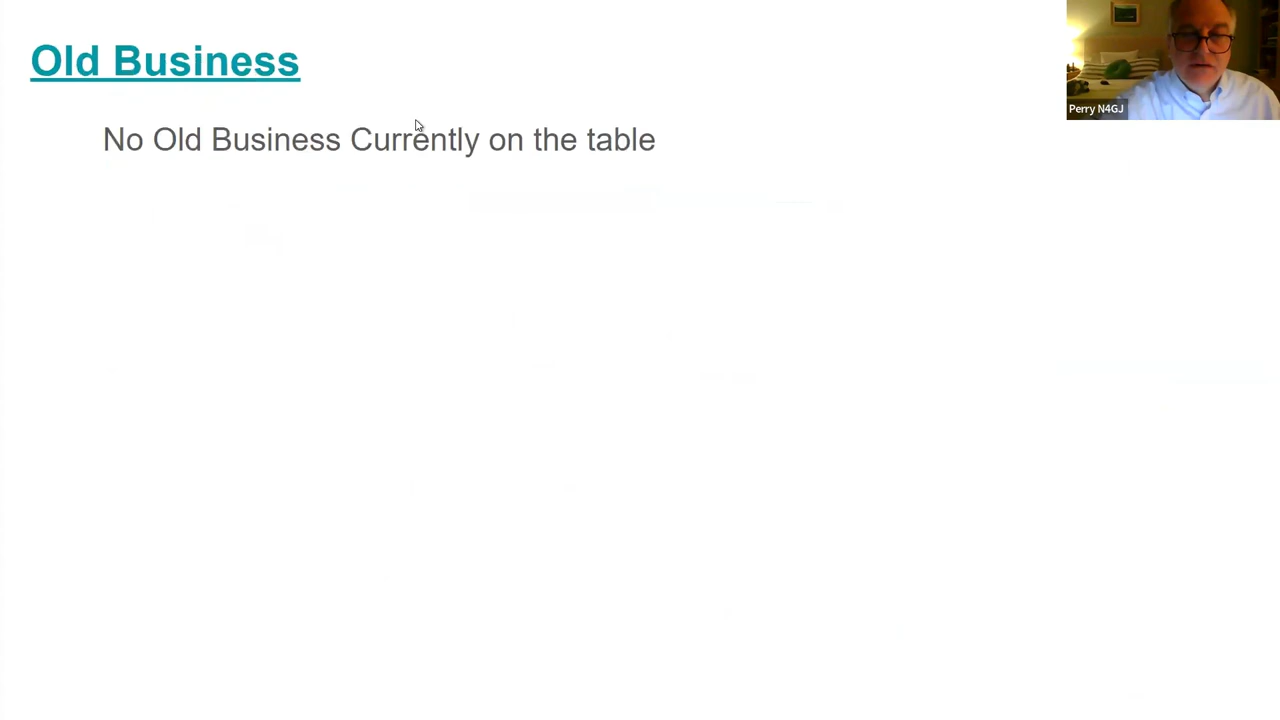 Old Business
No Old Business Currently on the table
Perry N4GJ